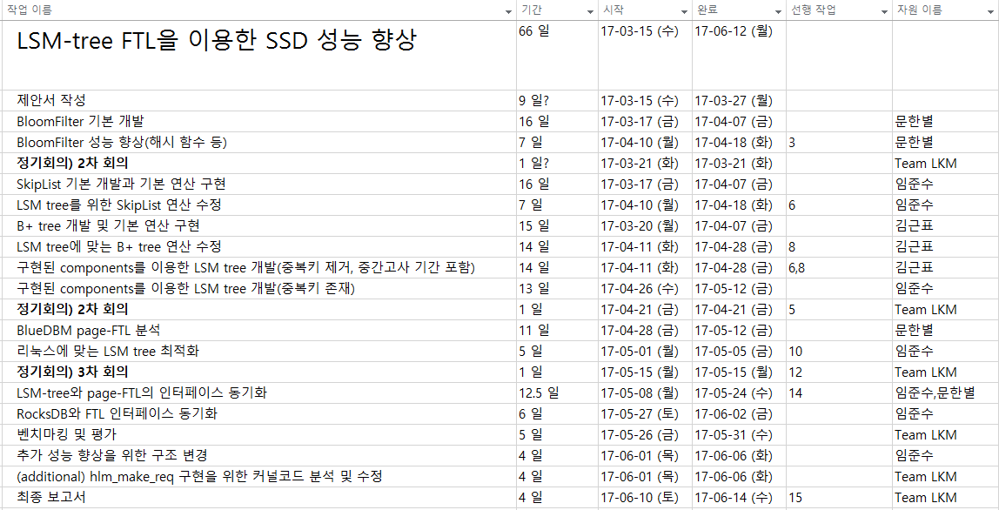 작업 이름 기간 시작 완료 선행 작업 자원 이름
LSM-tree FTL을 이용한 SSD 성능 향상 66 일 17-03-15 (수) 17-06-12 (월)
제안서 작성 9 일? 17-03-15 (수) 17-03-27 (월)
BloomFilter 기본 개발 16 일 17-03-17 (금) 17-04-07 (금) 문한별
BloomFilter 성능 향상(해시 함수 등) 7 일 17-04-10 (월) 17-04-18 (화) 3 문한별
정기회의) 2차 회의 1 일? 17-03-21 (화) 17-03-21 (화) Team LKM
SkipList 기본 개발과 기본 연산 구현 16 일 17-03-17 (금) 17-04-07 (금) 임준수
LSM tree를 위한 SkipList 연산 수정 7 일 17-04-10 (월) 17-04-18 (화) 6 임준수
B+ tree 개발 및 기본 연산 구현 15 일 17-03-20 (월) 17-04-07 (금) 김근표
LSM tree에 맞는 B+ tree 연산 수정 14 일 17-04-11 (화) 17-04-28 (금) 8 김근표
구현된 components를 이용한 LSM tree 개발(중복키 제거, 중간고사 기간 포함) 14 일 17-04-11 (화) 17-04-28 (금) 6,8 김근표
구현된 components를 이용한 LSM tree 개발(중복키 존재) 13 일 17-04-26 (수) 17-05-12 (금) 임준수
정기회의) 2차 회의 1 일 17-04-21 (금) 17-04-21 (금) 5 Team LKM
BlueDBM page-FTL 분석 11 일 17-04-28 (금) 17-05-12 (금) 문한별
리눅스에 맞는 LSM tree 최적화 5 일 17-05-01 (월) 17-05-05 (금) 10 임준수
정기회의) 3차 회의 1 일 17-05-15 (월) 17-05-15 (월) 12 Team LKM
LSM-tree와 page-FTL의 인터페이스 동기화 12.5 일 17-05-08 (월) 17-05-24 (수) 14 임준수,문한별
RocksDB와 FTL 인터페이스 동기화 6 일 17-05-27 (토) 17-06-02 (금) 임준수
벤치마킹 및 평가 5 일 17-05-26 (금) 17-05-31 (수) Team LKM
추가 성능 향상을 위한 구조 변경 4 일 17-06-01 (목) 17-06-06 (화) 임준수
(additional) hlm_make_req 구현을 위한 커널코드 분석 및 수정 4 일 17-06-01 (목) 17-06-06 (화) Team LKM
최종 보고서 4 일 17-06-10 (토) 17-06-14 (수) 15 Team LKM